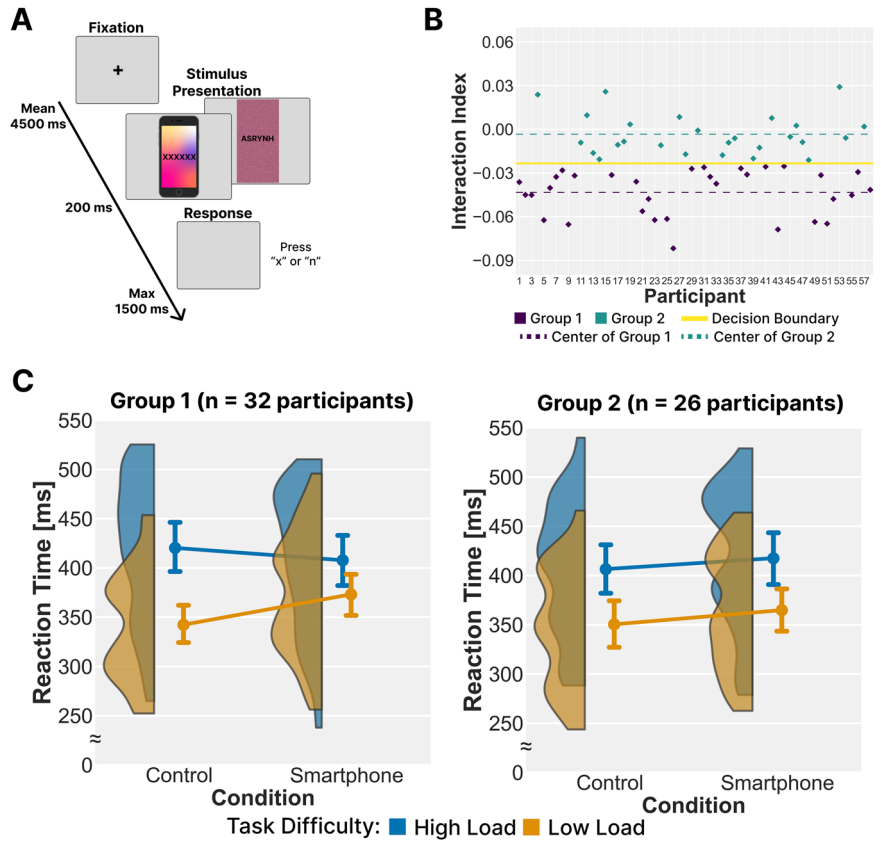 A
Fixation
+
Stimulus
Presentation
Mean
4500 ms
XXXXXX
ASRYNH
200 ms
Response
Press
“x” or “n”
Max
1500 ms
B
Interaction Index
0.06
0.03
0.00
−0.03
−0.06
−0.09
1 3 5 7 9 11 13 15 17 19 21 23 25 27 29 31 33 35 37 39 41 43 45 47 49 51 53 55 57
Participant
Group 1 Group 2 Decision Boundary
Center of Group 1 Center of Group 2
C
Group 1 (n = 32 participants)
Reaction Time [ms]
550
500
450
400
350
300
250
≈
0
Control Smartphone
Condition
Group 2 (n = 26 participants)
Reaction Time [ms]
550
500
450
400
350
300
250
≈
0
Control Smartphone
Condition
Task Difficulty: High Load Low Load